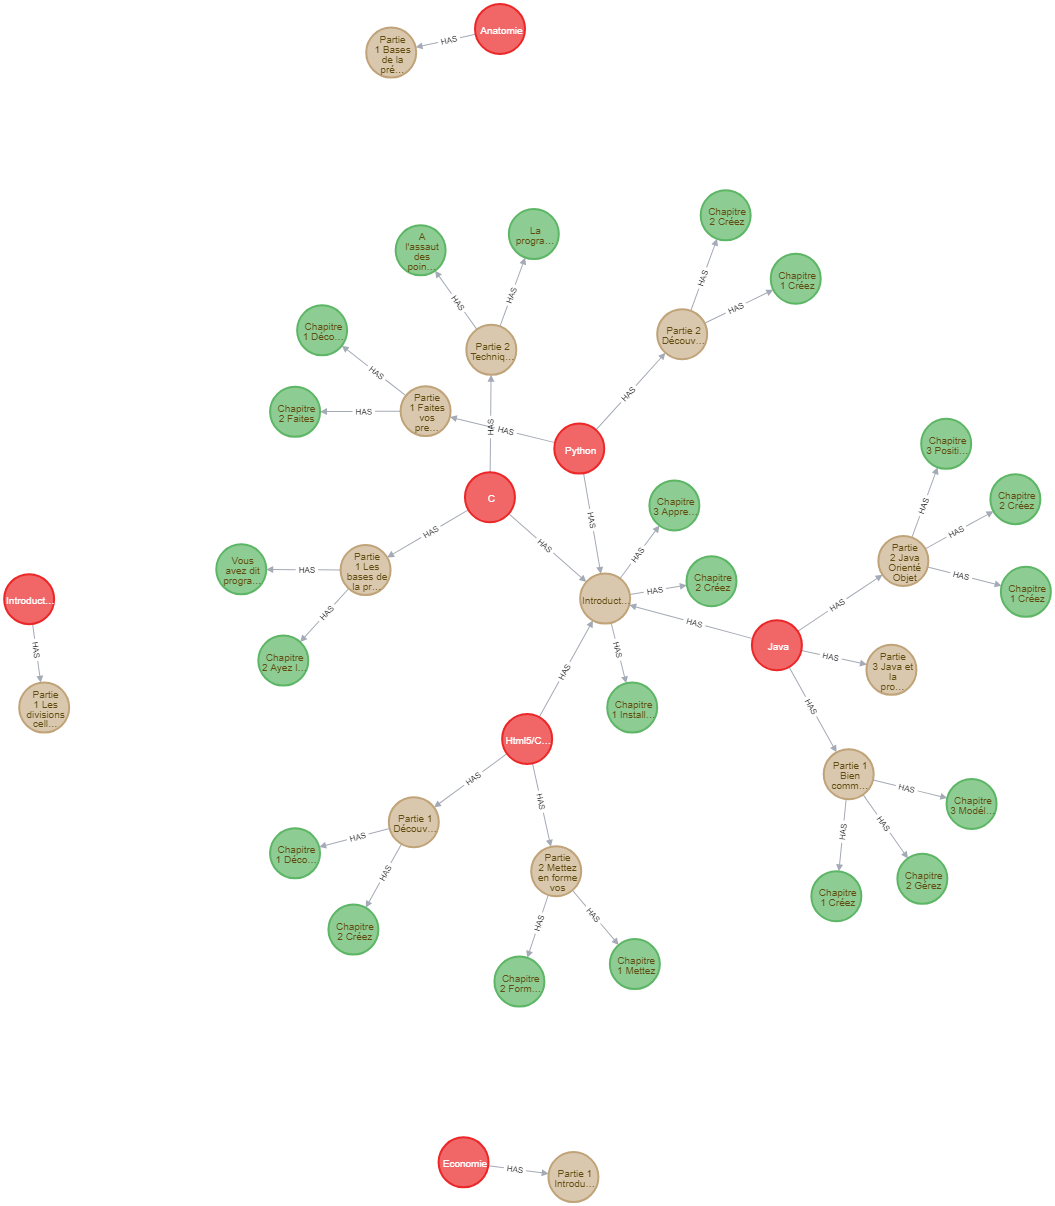 Anatomie
HAS
Partie
1 Bases
de la
pré…
Chapitre
2 Créez
La
progra…
A
l'assaut
des
poin…
HAS
HAS
HAS
Chapitre
1 Créez
HAS
Chapitre
1 Déco…
Partie 2
Techniq…
Partie 2
Découv…
HAS
HAS
Chapitre
2 Faites
HAS
Partie
1 Faites
vos
pre…
HAS
HAS
Python
Chapitre
3 Positi…
C
HAS
HAS
HAS
HAS
Chapitre
3 Appre…
Chapitre
2 Créez
HAS
HAS
Vous
avez dit
progra…
HAS
Partie
1 Les
bases de
la pr…
HAS
Partie
2 Java
Orienté
Objet
HAS
Chapitre
1 Créez
Chapitre
2 Créez
HAS
Introduct…
Introduct…
HAS
HAS
HAS
HAS
HAS
Java
Chapitre
2 Ayez l…
HAS
HAS
Partie
3 Java et
la
pro…
Partie
1 Les
divisions
cell…
HAS
Chapitre
1 Install…
HAS
Html5/C…
HAS
HAS
Partie 1
Bien
comm…
HAS
Chapitre
3 Modél…
Partie 1
Découv…
HAS
HAS
HAS
Chapitre
1 Déco…
HAS
Partie
2 Mettez
en forme
vos
Chapitre
1 Créez
Chapitre
2 Gérez
Chapitre
2 Créez
HAS
HAS
Chapitre
2 Form…
Chapitre
1 Mettez
Economie
HAS
Partie 1
Introdu…